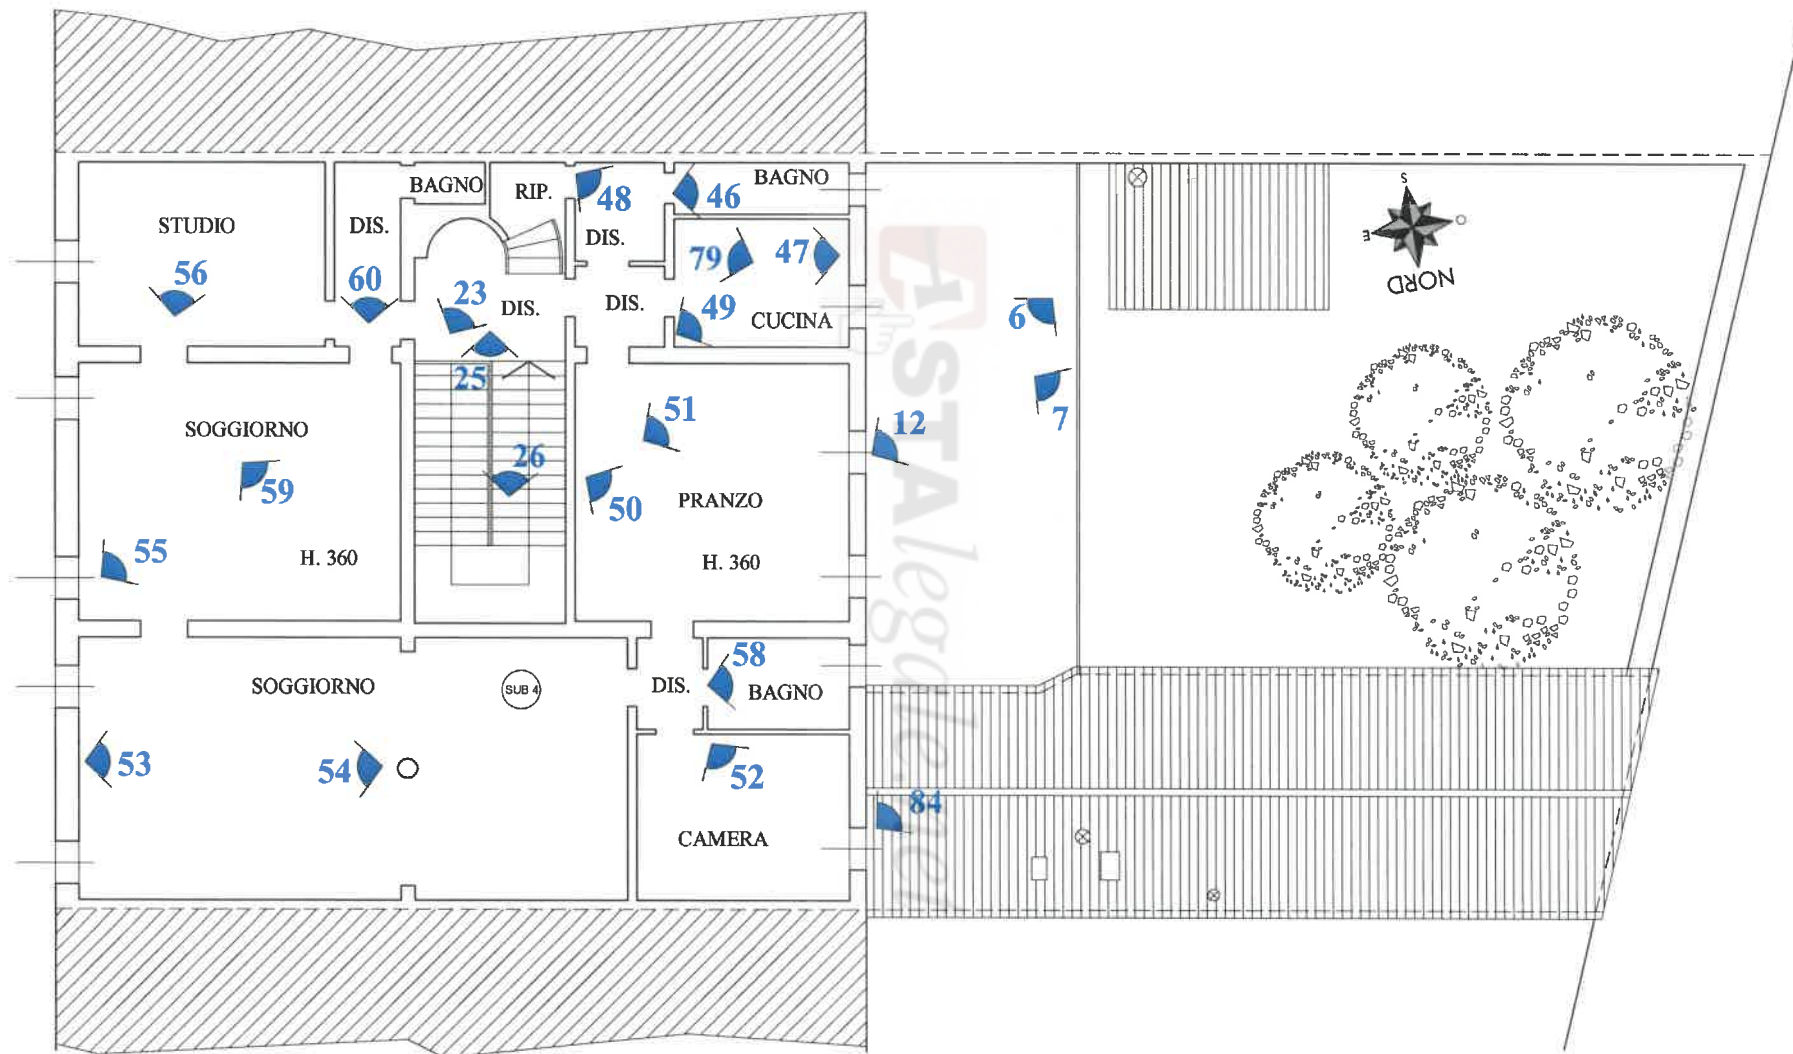 BAGNO
RIP.
48
46
BAGNO
STUDIO
DIS.
DIS.
79
47
56
60
23
DIS.
DIS.
49
CUCINA
6
S
E
O
NORD
25
7
SOGGIORNO
51
12
26
59
50
PRANZO
55
H. 360
H. 360
58
SOGGIORNO
SUB 4
DIS.
BAGNO
53
54
52
84
CAMERA
ASTAlegale.net